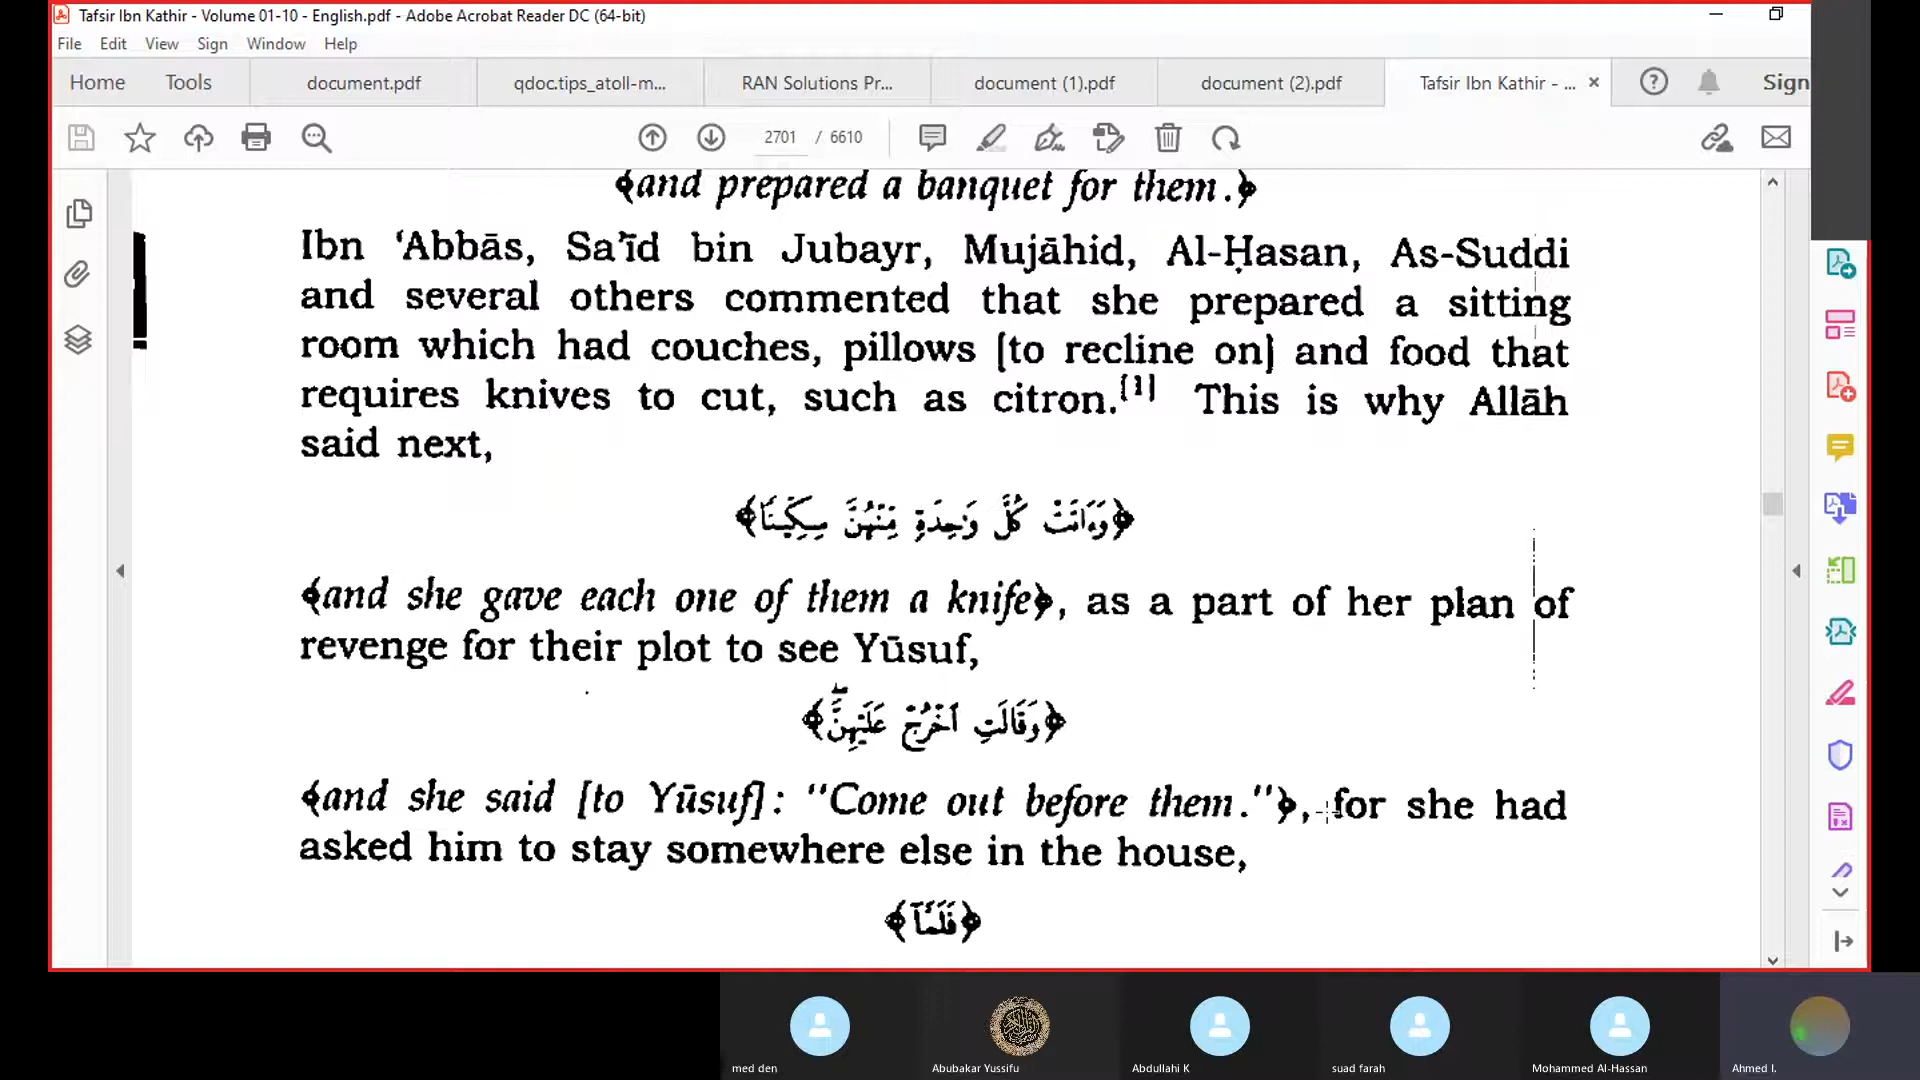 Tafsir Ibn Kathir - Volume 01-10 - English.pdf - Adobe Acrobat Reader DC (64-bit)
File Edit View Sign Window Help
Home Tools document.pdf qdoc.tips_atoll-m... RAN Solutions Pr... document (1).pdf document (2).pdf Tafsir Ibn Kathir - ... Sign
2701 / 6610
﴾and prepared a banquet for them.﴿
Ibn ‘Abbās, Sa‘īd bin Jubayr, Mujāhid, Al-Ḥasan, As-Suddi
and several others commented that she prepared a sitting
room which had couches, pillows [to recline on] and food that
requires knives to cut, such as citron.[1] This is why Allāh
said next,
﴿وَءَاتَتْ كُلَّ وَٰحِدَةٍ مِّنْهُنَّ سِكِّينًا﴾
﴾and she gave each one of them a knife﴿, as a part of her plan of
revenge for their plot to see Yūsuf,
﴿وَقَالَتِ ٱخْرُجْ عَلَيْهِنَّ﴾
﴾and she said [to Yūsuf]: "Come out before them."﴿, for she had
asked him to stay somewhere else in the house,
﴿فَلَمَّآ﴾
med den Abubakar Yussifu Abdullahi K suad farah Mohammed Al-Hassan Ahmed I.